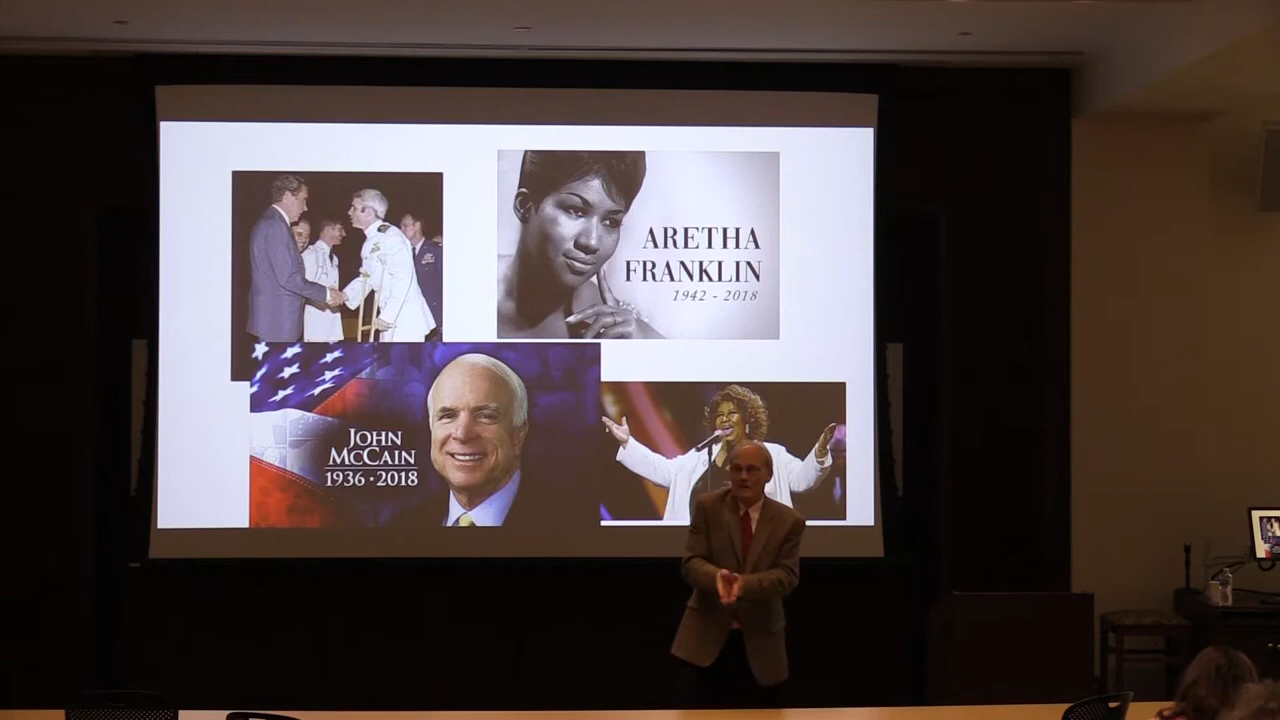 ARETHA
FRANKLIN
1942 - 2018
JOHN
MCCAIN
1936 • 2018